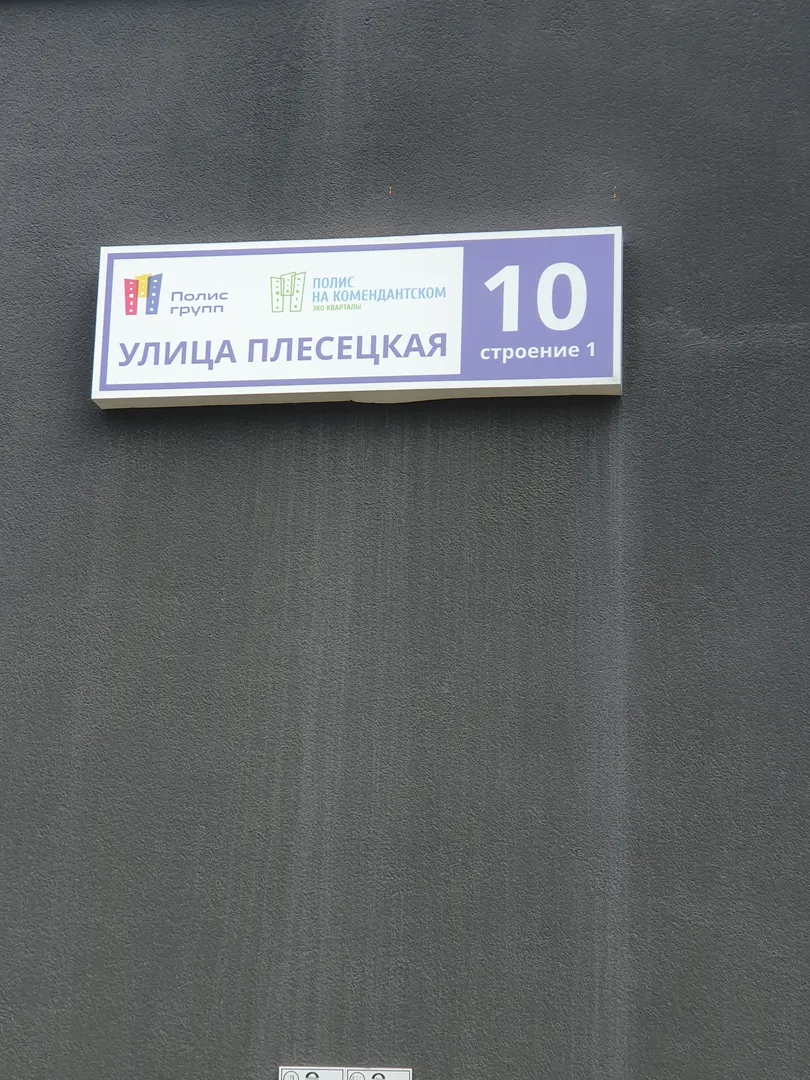 Полис
групп
ПОЛИС
НА КОМЕНДАНТСКОМ
ЭКО КВАРТАЛЫ
УЛИЦА ПЛЕСЕЦКАЯ
10
строение 1